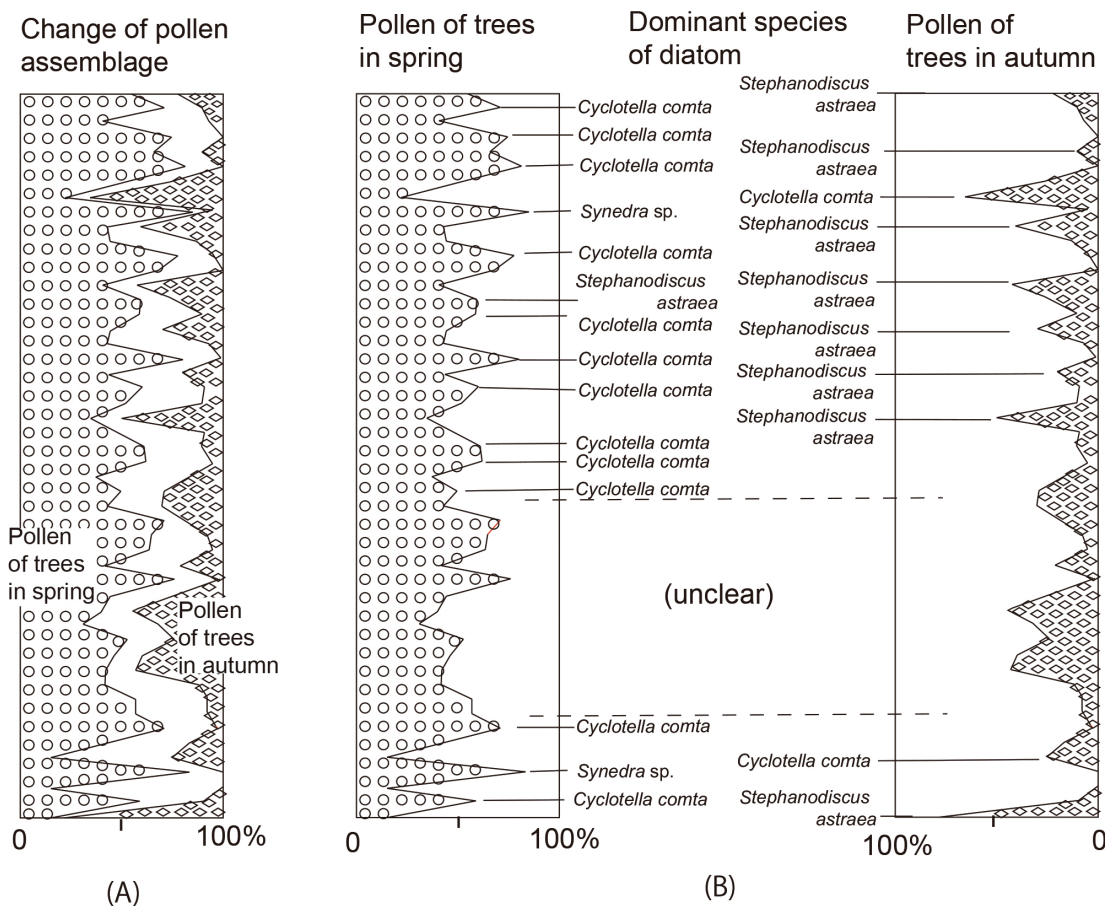 Change of pollen
assemblage
Pollen of trees
in spring
Dominant species
of diatom
Pollen of
trees in autumn
Cyclotella comta
Cyclotella comta
Cyclotella comta
Synedra sp.
Cyclotella comta
Stephanodiscus
astraea
Cyclotella comta
Cyclotella comta
Cyclotella comta
Cyclotella comta
Cyclotella comta
Cyclotella comta
(unclear)
Cyclotella comta
Synedra sp.
Cyclotella comta
Stephanodiscus
astraea
Stephanodiscus
astraea
Cyclotella comta
Stephanodiscus
astraea
Stephanodiscus
astraea
Stephanodiscus
astraea
Stephanodiscus
astraea
Stephanodiscus
astraea
Cyclotella comta
Stephanodiscus
astraea
Pollen
of trees
in spring
Pollen
of trees
in autumn
0 100%
0 100%
100% 0
(A)
(B)